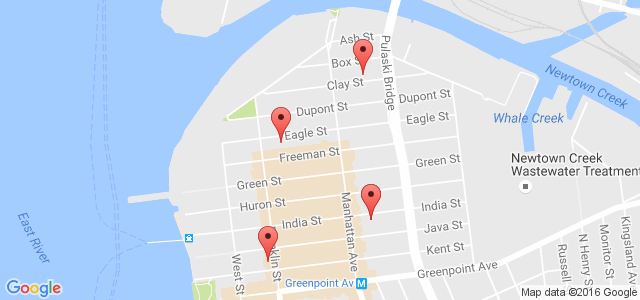 Ash St
Box St
Clay St
Pulaski Bridge
Dupont St
Dupont St
Newtown Creek
Whale Creek
Eagle St
Eagle St
Freeman St
Green St
Newtown Creek
Wastewater Treatment
Green St
Huron St
Manhattan Ave
India St
India St
Java St
Kent St
East River
West St
klin St
Greenpoint Av M
Greenpoint Ave
Russell
N Henry S
Monitor St
Kingsland Av
Google
Map data ©2016 Google